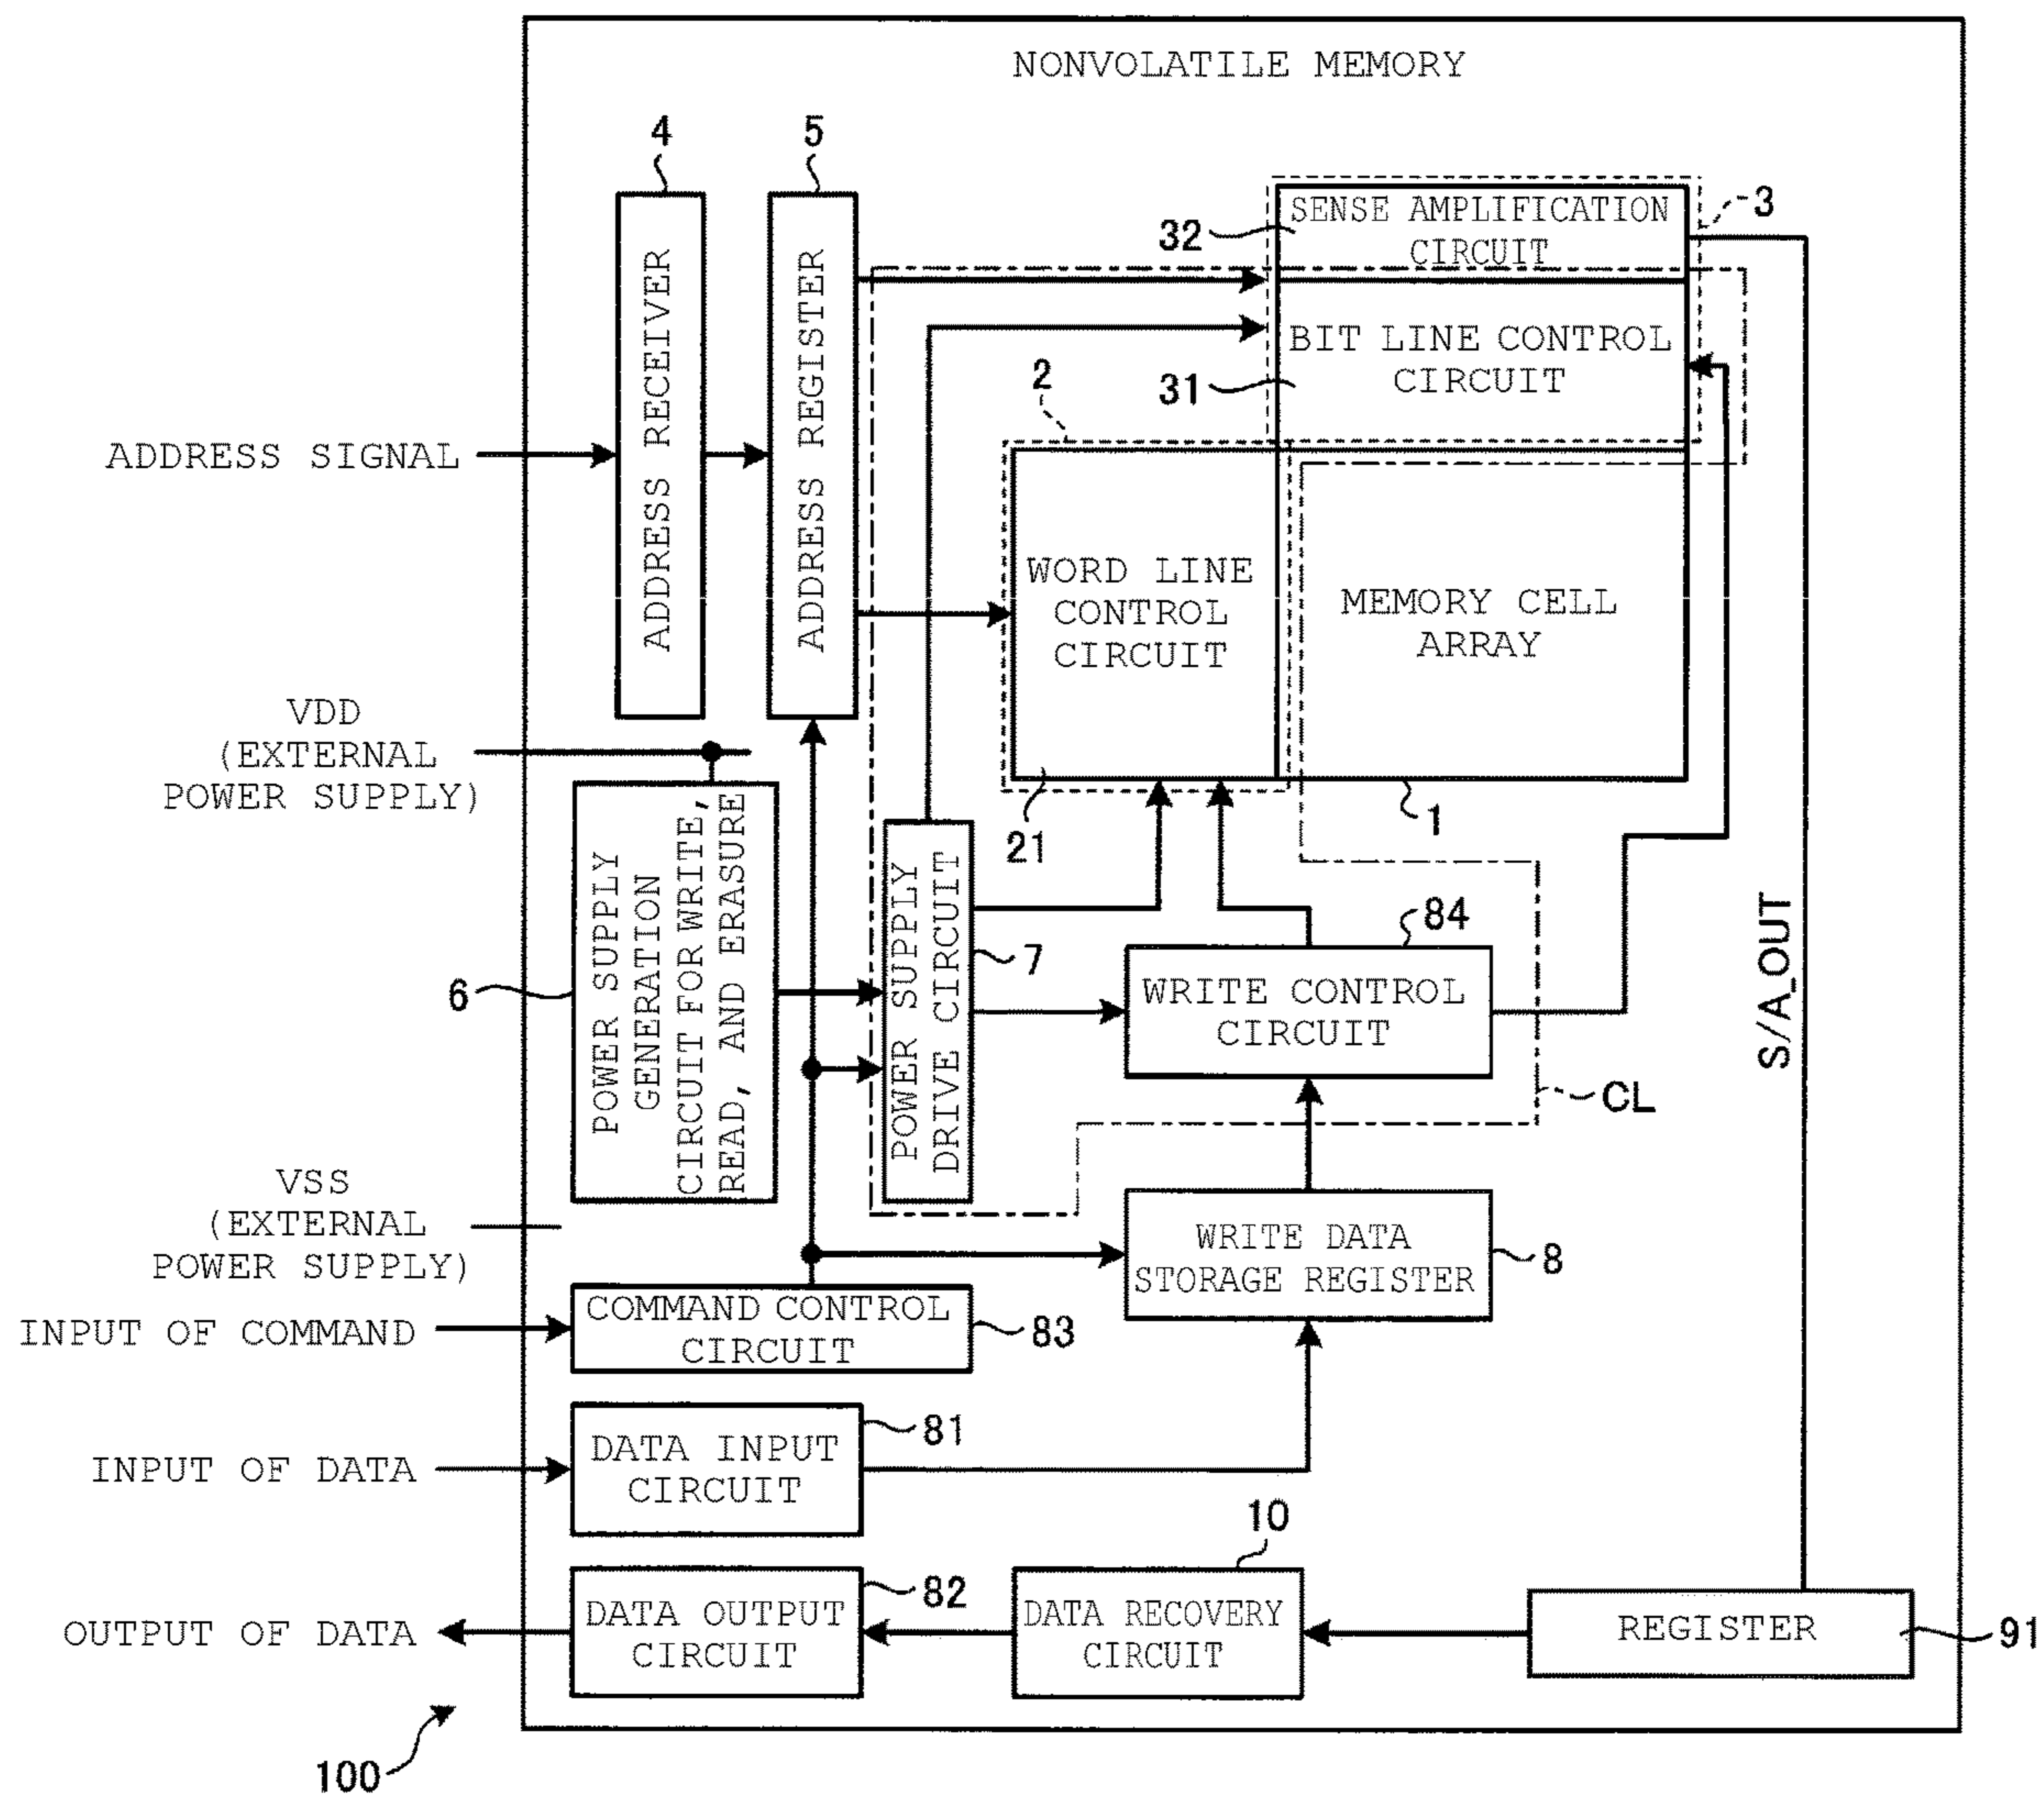 NONVOLATILE MEMORY
4
5
ADDRESS RECEIVER
ADDRESS REGISTER
SENSE AMPLIFICATION
CIRCUIT
3
32
BIT LINE CONTROL
CIRCUIT
31
2
ADDRESS SIGNAL
WORD LINE
CONTROL
CIRCUIT
MEMORY CELL
ARRAY
21
1
VDD
(EXTERNAL
POWER SUPPLY)
POWER SUPPLY
GENERATION
CIRCUIT FOR WRITE,
READ, AND ERASURE
6
POWER SUPPLY
DRIVE CIRCUIT
7
84
WRITE CONTROL
CIRCUIT
S/A_OUT
CL
VSS
(EXTERNAL
POWER SUPPLY)
WRITE DATA
STORAGE REGISTER
8
INPUT OF COMMAND
COMMAND CONTROL
CIRCUIT
83
INPUT OF DATA
DATA INPUT
CIRCUIT
81
OUTPUT OF DATA
DATA OUTPUT
CIRCUIT
82
10
DATA RECOVERY
CIRCUIT
REGISTER
91
100